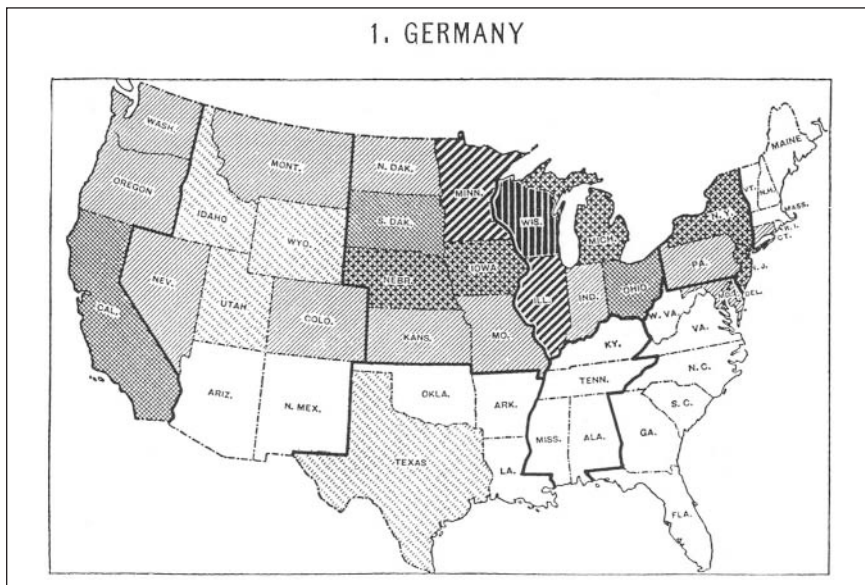 1. GERMANY
WASH.
OREGON
CAL.
IDAHO
NEV.
MONT.
WYO.
UTAH
COLO.
ARIZ.
N. MEX.
N. DAK.
S. DAK.
NEBR.
KANS.
OKLA.
TEXAS
MINN.
IOWA
MO.
ARK.
LA.
WIS.
ILL.
MICH.
IND.
OHIO
KY.
TENN.
MISS.
ALA.
GA.
FLA.
S. C.
N. C.
VA.
W. VA.
PA.
N. Y.
MD.
DEL.
N. J.
CT.
R. I.
MASS.
VT.
N. H.
MAINE